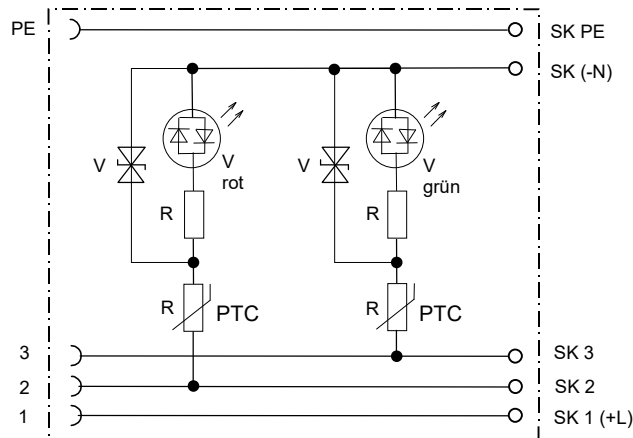 PE
SK PE
SK (-N)
V
V
rot
V
V
grün
R
R
R
PTC
R
PTC
3
SK 3
2
SK 2
1
SK 1 (+L)